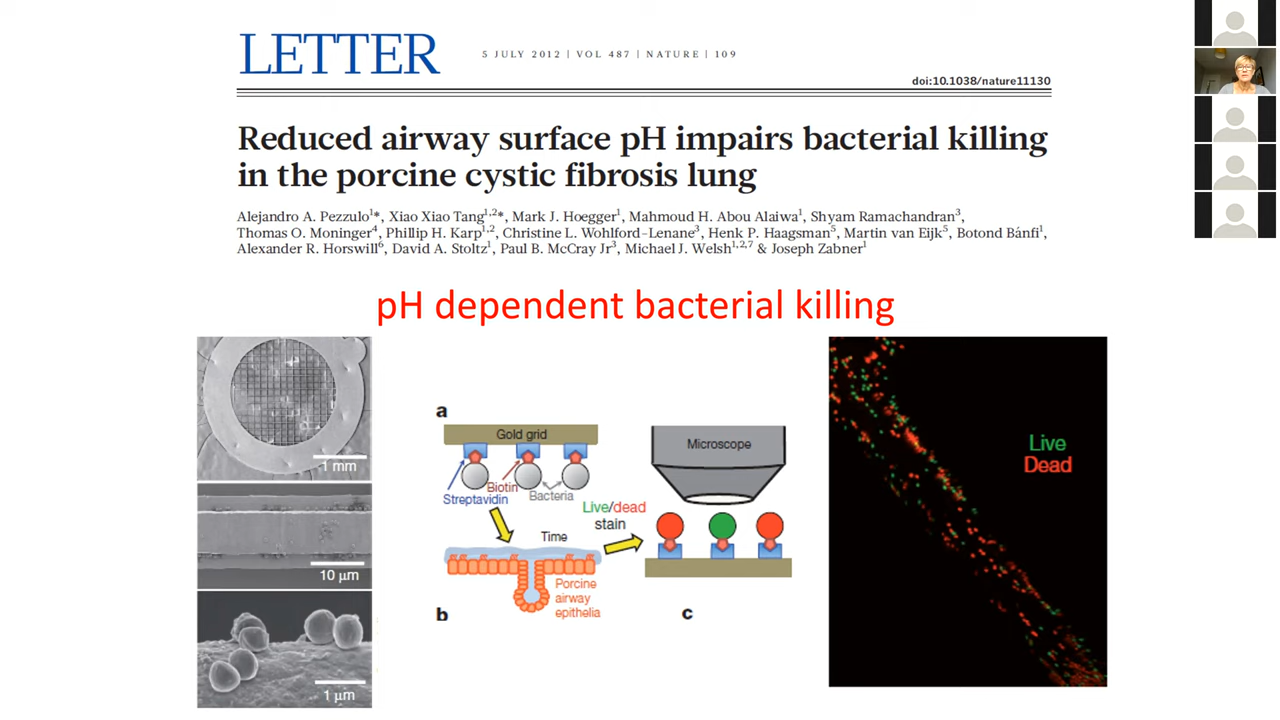 LETTER
5 JULY 2012 | VOL 487 | NATURE | 109
doi:10.1038/nature11130
Reduced airway surface pH impairs bacterial killing
in the porcine cystic fibrosis lung
Alejandro A. Pezzulo1*, Xiao Xiao Tang1,2*, Mark J. Hoegger1, Mahmoud H. Abou Alaiwa1, Shyam Ramachandran3,
Thomas O. Moninger4, Phillip H. Karp1,2, Christine L. Wohlford-Lenane3, Henk P. Haagsman5, Martin van Eijk5, Botond Bánfi1,
Alexander R. Horswill6, David A. Stoltz1, Paul B. McCray Jr3, Michael J. Welsh1,2,7 & Joseph Zabner1
pH dependent bacterial killing
1 mm
10 µm
1 µm
a
Gold grid
Biotin
Streptavidin
Bacteria
Time
Porcine
airway
epithelia
b
Live/dead
stain
Microscope
c
Live
Dead